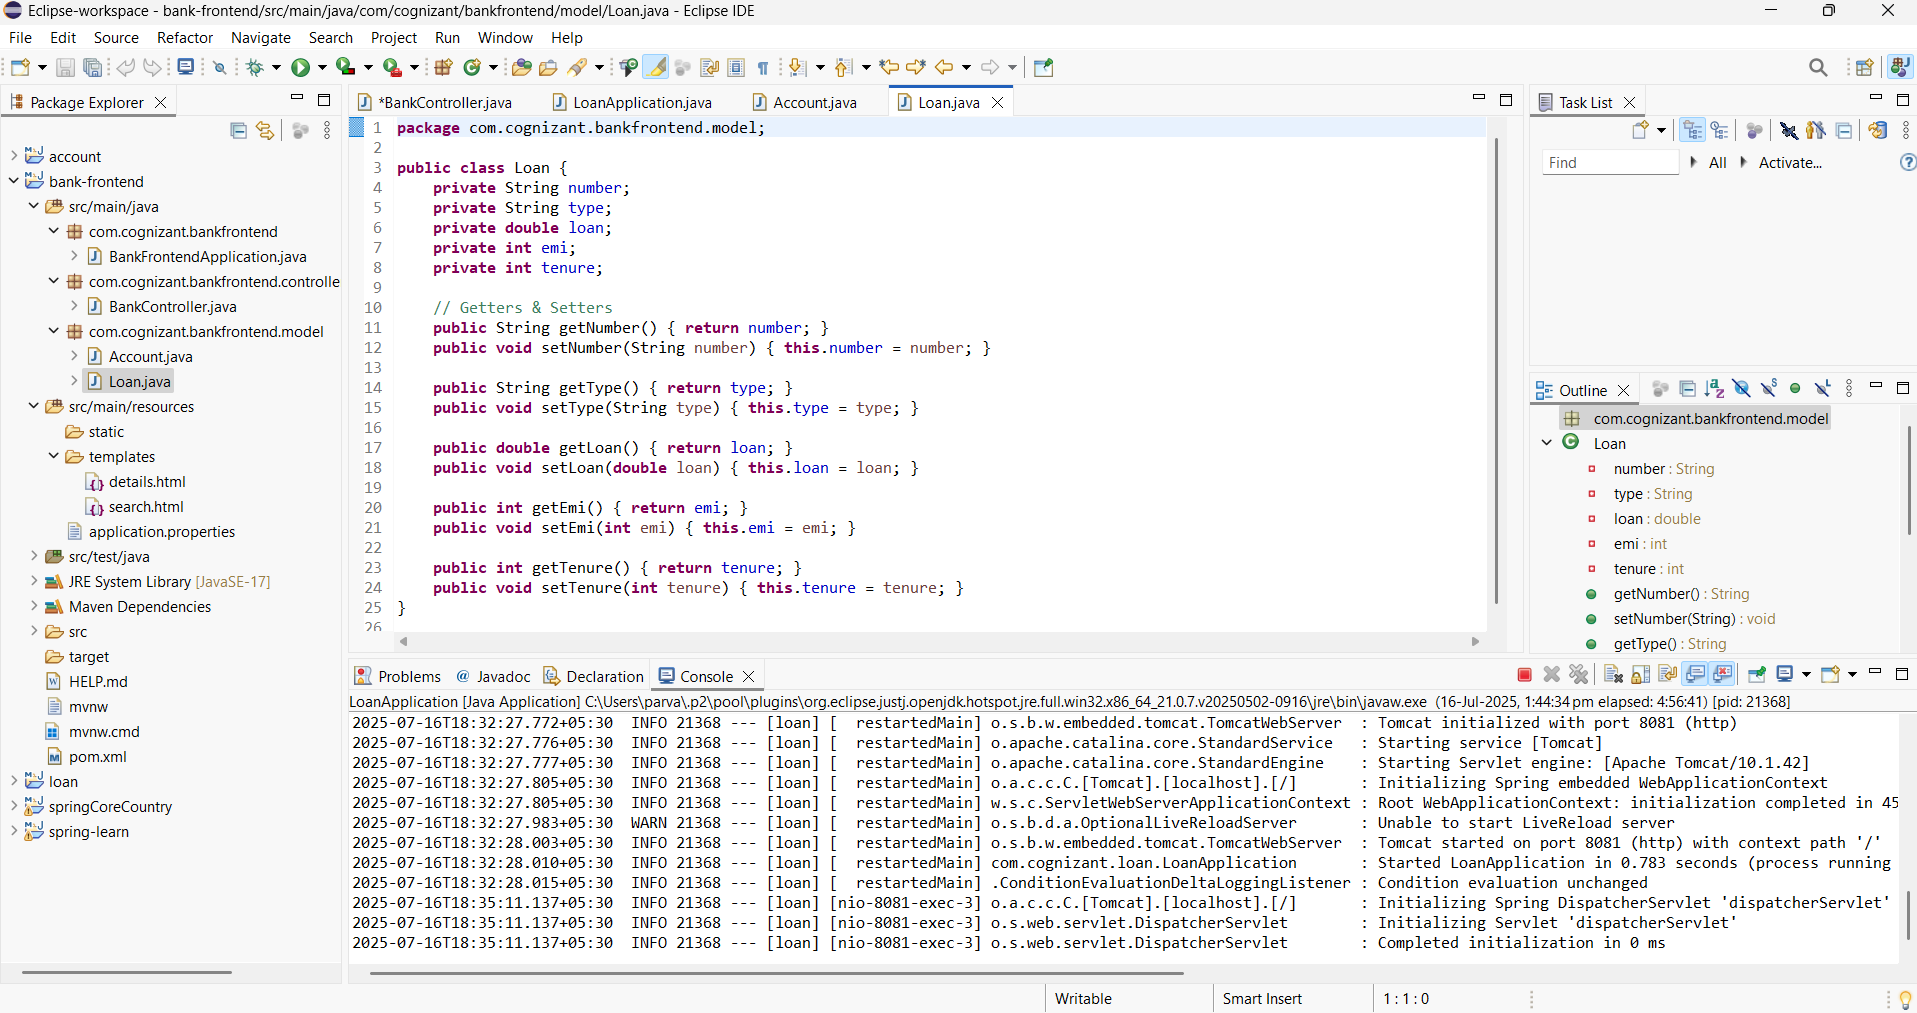 Eclipse-workspace - bank-frontend/src/main/java/com/cognizant/bankfrontend/model/Loan.java - Eclipse IDE
File Edit Source Refactor Navigate Search Project Run Window Help
Package Explorer
account
bank-frontend
src/main/java
com.cognizant.bankfrontend
BankFrontendApplication.java
com.cognizant.bankfrontend.controlle
BankController.java
com.cognizant.bankfrontend.model
Account.java
Loan.java
src/main/resources
static
templates
details.html
search.html
application.properties
src/test/java
JRE System Library [JavaSE-17]
Maven Dependencies
src
target
HELP.md
mvnw
mvnw.cmd
pom.xml
loan
springCoreCountry
spring-learn
*BankController.java LoanApplication.java Account.java Loan.java
1 package com.cognizant.bankfrontend.model;
2
3 public class Loan {
4 private String number;
5 private String type;
6 private double loan;
7 private int emi;
8 private int tenure;
9
10 // Getters & Setters
11 public String getNumber() { return number; }
12 public void setNumber(String number) { this.number = number; }
13
14 public String getType() { return type; }
15 public void setType(String type) { this.type = type; }
16
17 public double getLoan() { return loan; }
18 public void setLoan(double loan) { this.loan = loan; }
19
20 public int getEmi() { return emi; }
21 public void setEmi(int emi) { this.emi = emi; }
22
23 public int getTenure() { return tenure; }
24 public void setTenure(int tenure) { this.tenure = tenure; }
25 }
26
Task List
Find All Activate...
Outline
com.cognizant.bankfrontend.model
Loan
number : String
type : String
loan : double
emi : int
tenure : int
getNumber() : String
setNumber(String) : void
getType() : String
Problems Javadoc Declaration Console
LoanApplication [Java Application] C:\Users\parva\.p2\pool\plugins\org.eclipse.justj.openjdk.hotspot.jre.full.win32.x86_64_21.0.7.v20250502-0916\jre\bin\javaw.exe (16-Jul-2025, 1:44:34 pm elapsed: 4:56:41) [pid: 21368]
2025-07-16T18:32:27.772+05:30 INFO 21368 --- [loan] [ restartedMain] o.s.b.w.embedded.tomcat.TomcatWebServer : Tomcat initialized with port 8081 (http)
2025-07-16T18:32:27.776+05:30 INFO 21368 --- [loan] [ restartedMain] o.apache.catalina.core.StandardService : Starting service [Tomcat]
2025-07-16T18:32:27.777+05:30 INFO 21368 --- [loan] [ restartedMain] o.apache.catalina.core.StandardEngine : Starting Servlet engine: [Apache Tomcat/10.1.42]
2025-07-16T18:32:27.805+05:30 INFO 21368 --- [loan] [ restartedMain] o.a.c.c.C.[Tomcat].[localhost].[/] : Initializing Spring embedded WebApplicationContext
2025-07-16T18:32:27.805+05:30 INFO 21368 --- [loan] [ restartedMain] w.s.c.ServletWebServerApplicationContext : Root WebApplicationContext: initialization completed in 45
2025-07-16T18:32:27.983+05:30 WARN 21368 --- [loan] [ restartedMain] o.s.b.d.a.OptionalLiveReloadServer : Unable to start LiveReload server
2025-07-16T18:32:28.003+05:30 INFO 21368 --- [loan] [ restartedMain] o.s.b.w.embedded.tomcat.TomcatWebServer : Tomcat started on port 8081 (http) with context path '/'
2025-07-16T18:32:28.010+05:30 INFO 21368 --- [loan] [ restartedMain] com.cognizant.loan.LoanApplication : Started LoanApplication in 0.783 seconds (process running
2025-07-16T18:32:28.015+05:30 INFO 21368 --- [loan] [ restartedMain] .ConditionEvaluationDeltaLoggingListener : Condition evaluation unchanged
2025-07-16T18:35:11.137+05:30 INFO 21368 --- [loan] [nio-8081-exec-3] o.a.c.c.C.[Tomcat].[localhost].[/] : Initializing Spring DispatcherServlet 'dispatcherServlet'
2025-07-16T18:35:11.137+05:30 INFO 21368 --- [loan] [nio-8081-exec-3] o.s.web.servlet.DispatcherServlet : Initializing Servlet 'dispatcherServlet'
2025-07-16T18:35:11.137+05:30 INFO 21368 --- [loan] [nio-8081-exec-3] o.s.web.servlet.DispatcherServlet : Completed initialization in 0 ms
Writable Smart Insert 1 : 1 : 0